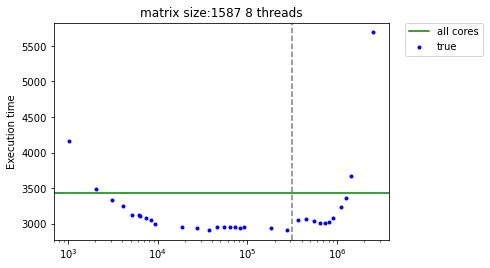 matrix size:1587 8 threads
all cores
true
Execution time
5500
5000
4500
4000
3500
3000
10³ 10⁴ 10⁵ 10⁶